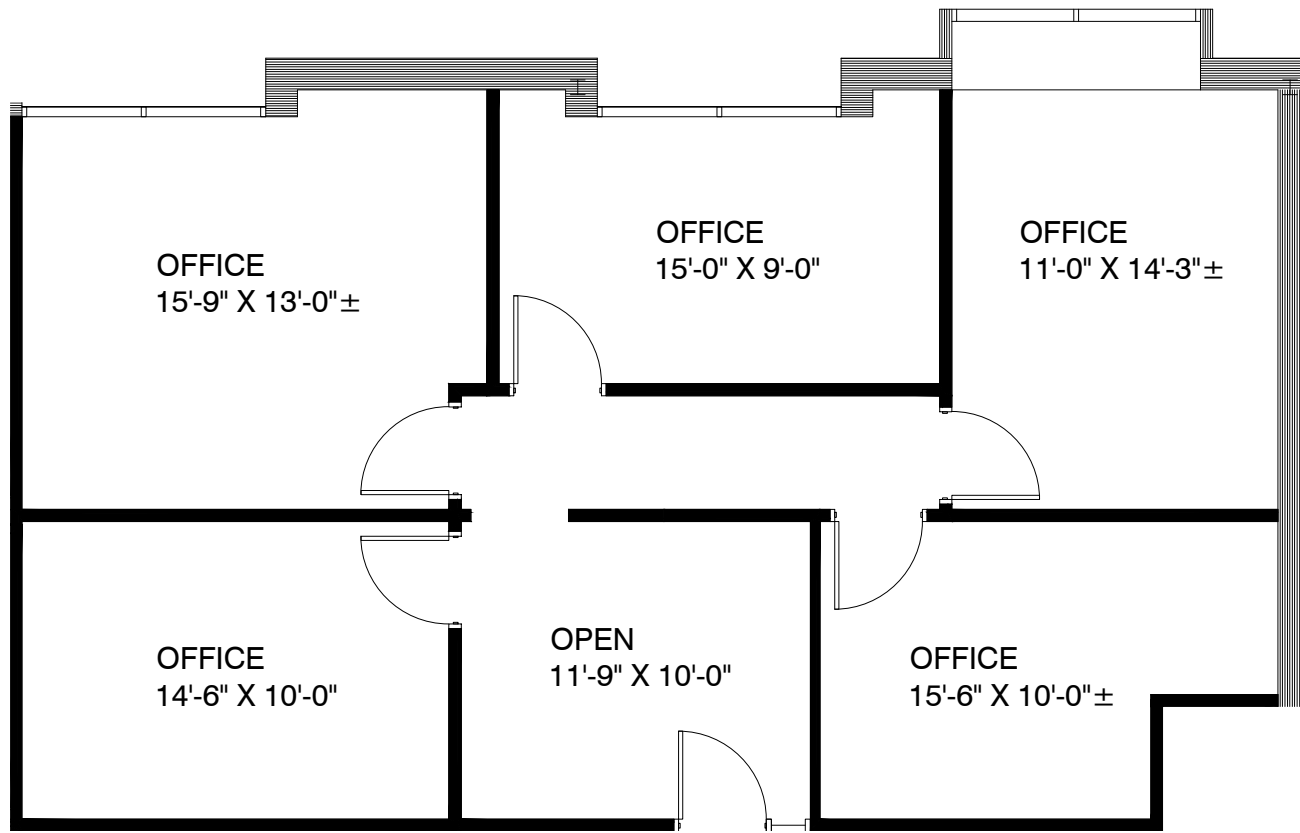 OFFICE
15'-9" X 13'-0"±
OFFICE
15'-0" X 9'-0"
OFFICE
11'-0" X 14'-3"±
OFFICE
14'-6" X 10'-0"
OPEN
11'-9" X 10'-0"
OFFICE
15'-6" X 10'-0"±